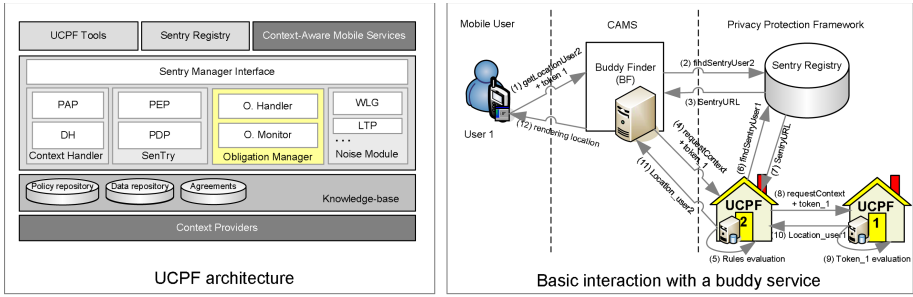 UCPF Tools
Sentry Registry
Context-Aware Mobile Services
Sentry Manager Interface
PAP
DH
Context Handler
PEP
PDP
SenTry
O. Handler
O. Monitor
Obligation Manager
WLG
LTP
...
Noise Module
Policy repository
Data repository
Agreements
Knowledge-base
Context Providers
UCPF architecture
Mobile User
CAMS
Privacy Protection Framework
User 1
(1) getLocationUser2
+ token 1
Buddy Finder
(BF)
(2) findSentryUser2
(3) SentryURL
Sentry Registry
(12) rendering location
(4) requestContext
+ token_1
(11) Location_user2
(6) findSentryUser1
(7) SentryURL
UCPF
2
(8) requestContext
+ token_1
(10) Location_user1
UCPF
1
(5) Rules evaluation
(9) Token_1 evaluation
Basic interaction with a buddy service